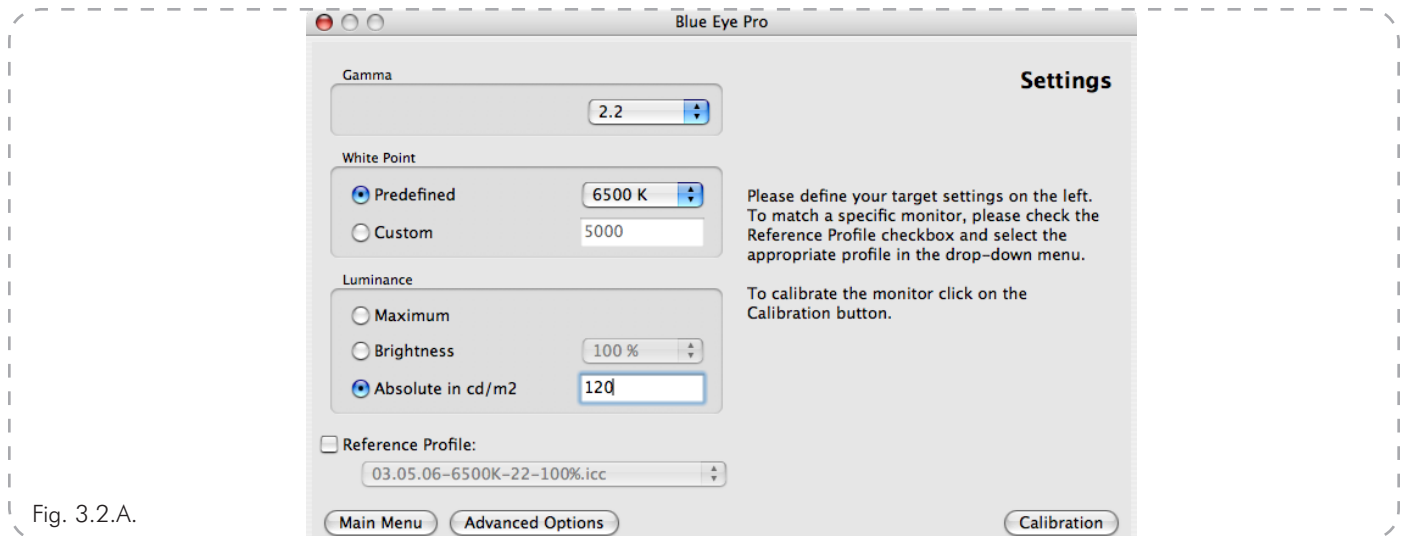 Blue Eye Pro
Settings
Gamma
2.2
White Point
Predefined 6500 K
Custom 5000
Luminance
Maximum
Brightness 100 %
Absolute in cd/m2 120
Reference Profile:
03.05.06-6500K-22-100%.icc
Please define your target settings on the left.
To match a specific monitor, please check the
Reference Profile checkbox and select the
appropriate profile in the drop-down menu.
To calibrate the monitor click on the
Calibration button.
Main Menu Advanced Options Calibration
Fig. 3.2.A.